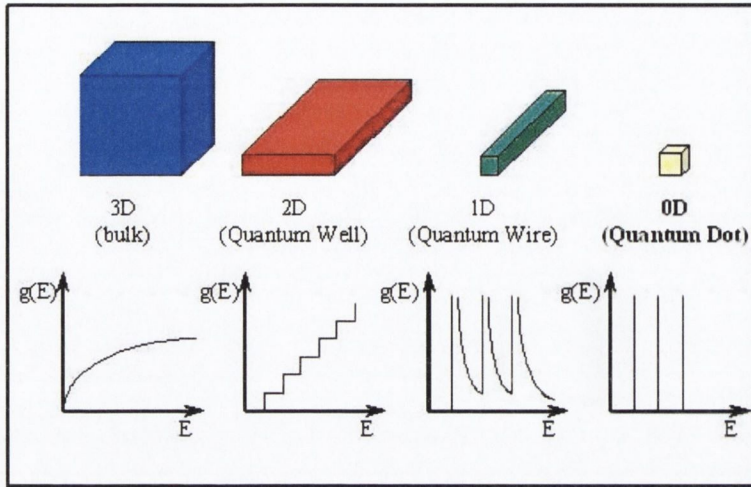 3D
(bulk)
2D
(Quantum Well)
1D
(Quantum Wire)
0D
(Quantum Dot)
g(E)
E
g(E)
E
g(E)
E
g(E)
E